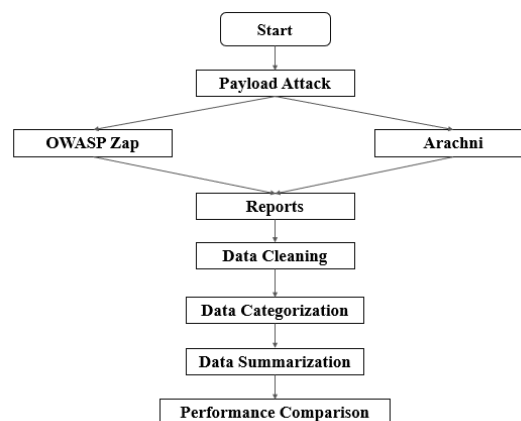 Start
Payload Attack
OWASP Zap
Arachni
Reports
Data Cleaning
Data Categorization
Data Summarization
Performance Comparison